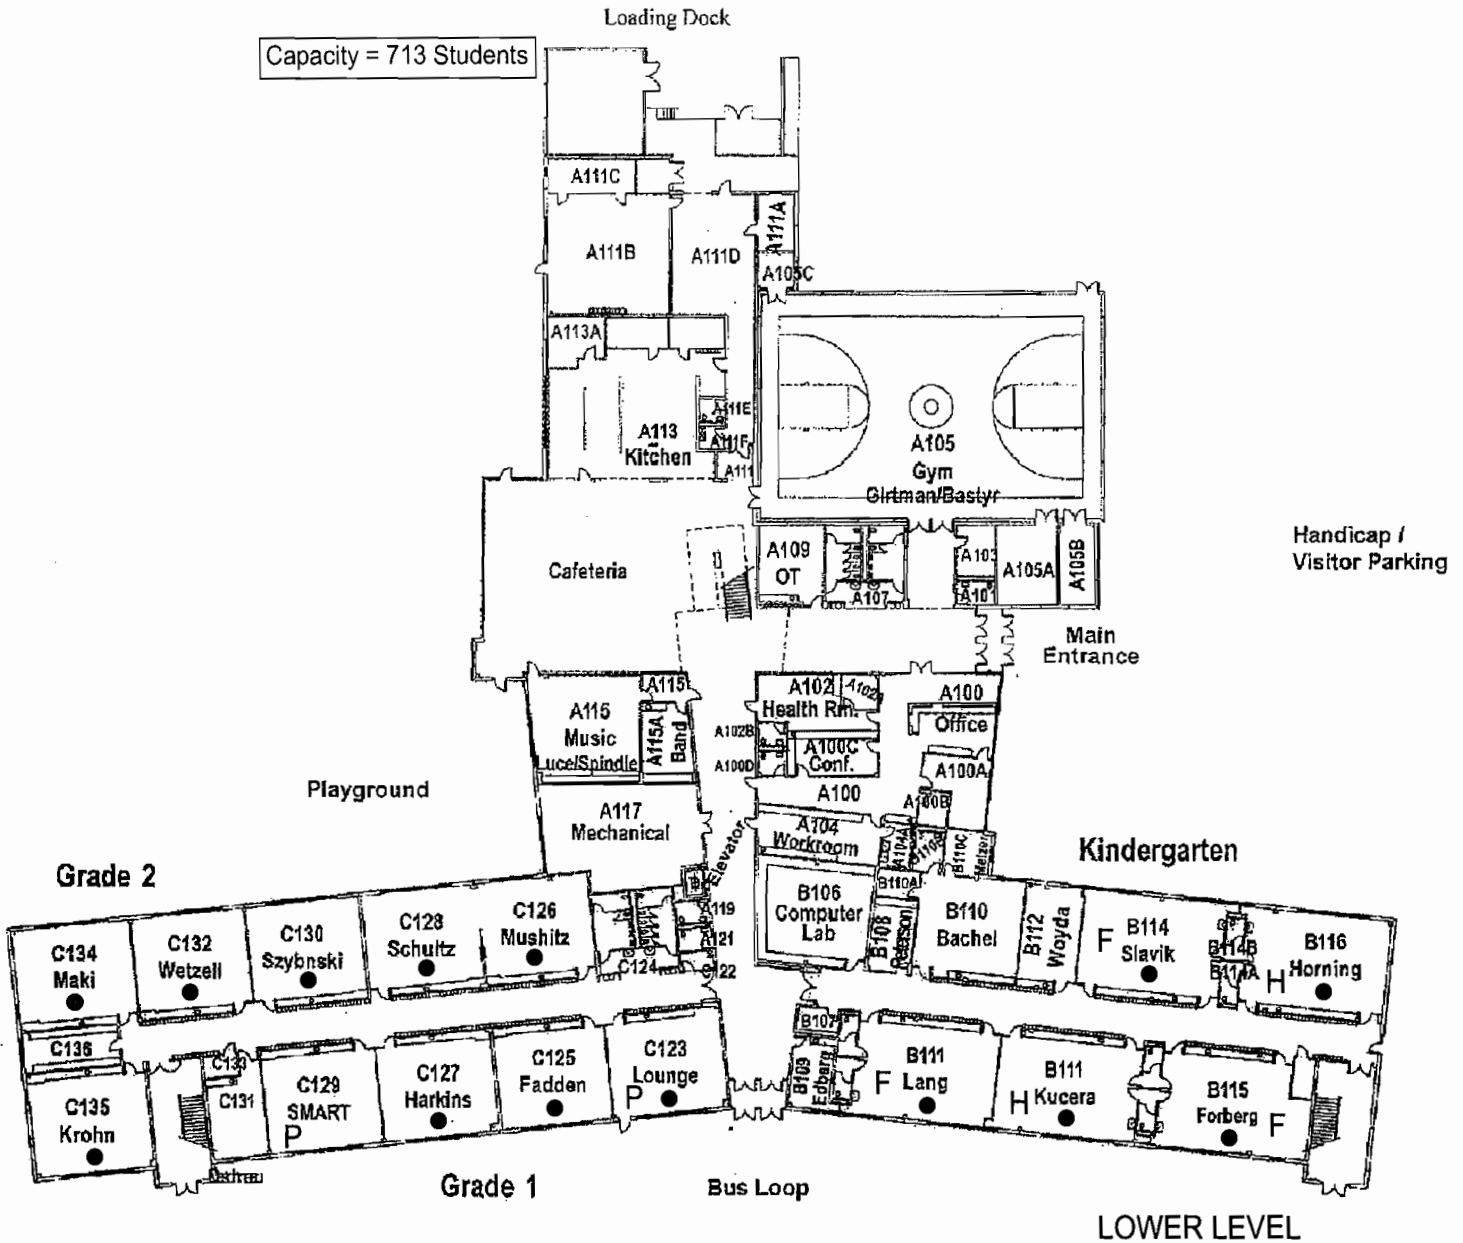 Loading Dock
Capacity = 713 Students
A111C
A111B
A111D
A111A
A105C
A113A
A111E
A111F
A111
A113
Kitchen
A105
Gym
Girtman/Bastyr
Cafeteria
A109
OT
A107
A103
A101
A105A
A105B
Handicap /
Visitor Parking
Main
Entrance
A115
A115
Music
uce/Spindle
A115A
Band
A102
Health Rm.
A102A
A100
Office
A102B
A100D
A100C
Conf.
A100A
A100B
A100
Playground
A117
Mechanical
Elevator
A104
Workroom
A104A
B110C
Kindergarten
Grade 2
C134
Maki
C132
Wetzell
C130
Szybnski
C128
Schultz
C126
Mushitz
C124
A119
121
122
B106
Computer
Lab
B110A
B108
Peterson
B110
Bachel
B112
Woyda
B114
Slavik
F
B114B
B114A
B116
Horning
H
C136
C135
Krohn
C133
C131
C129
SMART
P
C127
Harkins
C125
Fadden
C123
Lounge
P
B107
B109
Edberg
B111
Lang
F
B111
Kucera
H
B115
Forberg
F
Grade 1
Bus Loop
LOWER LEVEL